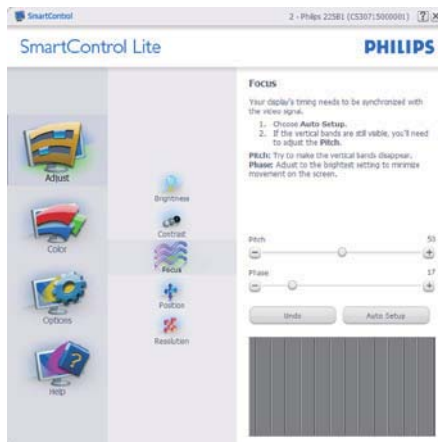 SmartControl
2 - Philips 225B1 (CS30715000001)
SmartControl Lite
PHILIPS
Adjust
Color
Options
Help
Brightness
Contrast
Focus
Position
Resolution
Focus
Your display's timing needs to be synchronized with
the video signal.
1. Choose Auto Setup.
2. If the vertical bands are still visible, you'll need
to adjust the Pitch.
Pitch: Try to make the vertical bands disappear.
Phase: Adjust to the brightest setting to minimize
movement on the screen.
Pitch 50
Phase 17
Undo
Auto Setup